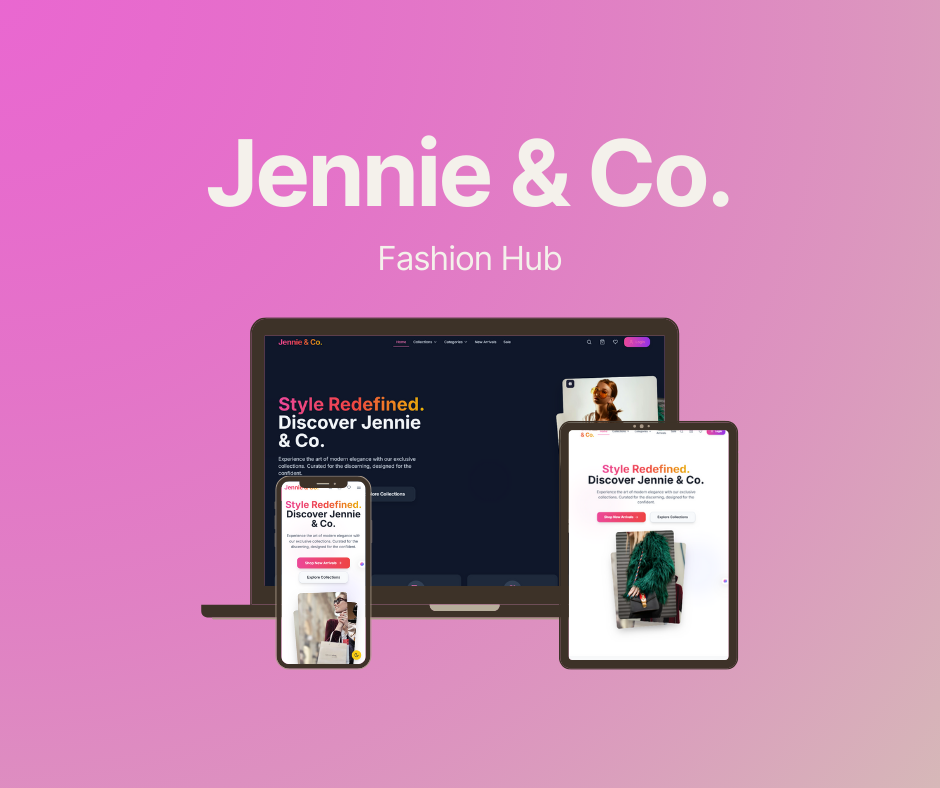 Jennie & Co.
Fashion Hub
Jennie & Co.
Home Collections Categories New Arrivals Sale
Login
Style Redefined.
Discover Jennie
& Co.
Experience the art of modern elegance with our exclusive
collections. Curated for the discerning, designed for the
confident.
ore Collections
Style Redefined.
Discover Jennie
& Co.
Experience the art of modern elegance with
our exclusive collections. Curated for the
discerning, designed for the confident.
Shop New Arrivals
Explore Collections
& Co.
Style Redefined.
Discover Jennie & Co.
Experience the art of modern elegance with our exclusive
collections. Curated for the discerning, designed for the
confident.
Shop New Arrivals
Explore Collections